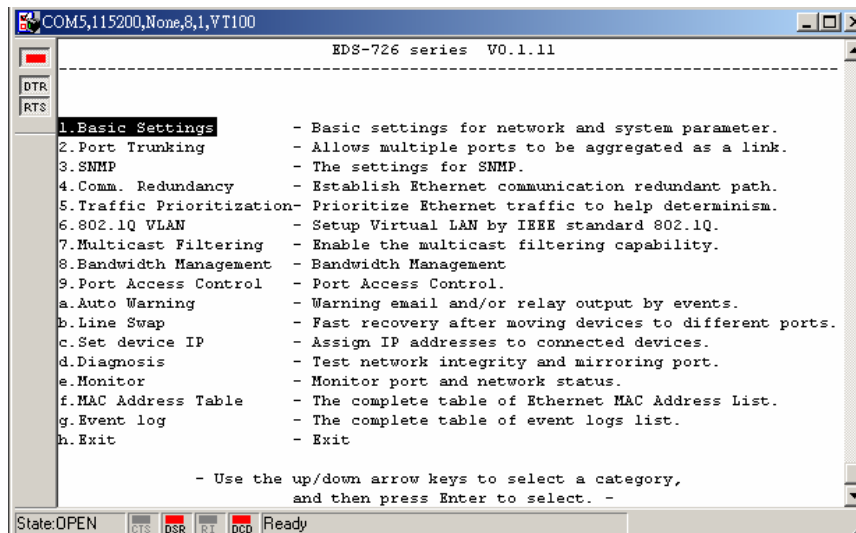 COM5,115200,None,8,1,VT100
EDS-726 series V0.1.11
DTR
RTS
1.Basic Settings - Basic settings for network and system parameter.
2.Port Trunking - Allows multiple ports to be aggregated as a link.
3.SNMP - The settings for SNMP.
4.Comm. Redundancy - Establish Ethernet communication redundant path.
5.Traffic Prioritization- Prioritize Ethernet traffic to help determinism.
6.802.1Q VLAN - Setup Virtual LAN by IEEE standard 802.1Q.
7.Multicast Filtering - Enable the multicast filtering capability.
8.Bandwidth Management - Bandwidth Management
9.Port Access Control - Port Access Control.
a.Auto Warning - Warning email and/or relay output by events.
b.Line Swap - Fast recovery after moving devices to different ports.
c.Set device IP - Assign IP addresses to connected devices.
d.Diagnosis - Test network integrity and mirroring port.
e.Monitor - Monitor port and network status.
f.MAC Address Table - The complete table of Ethernet MAC Address List.
g.Event log - The complete table of event logs list.
h.Exit - Exit
- Use the up/down arrow keys to select a category,
and then press Enter to select. -
State:OPEN CTS DSR RI DCD Ready